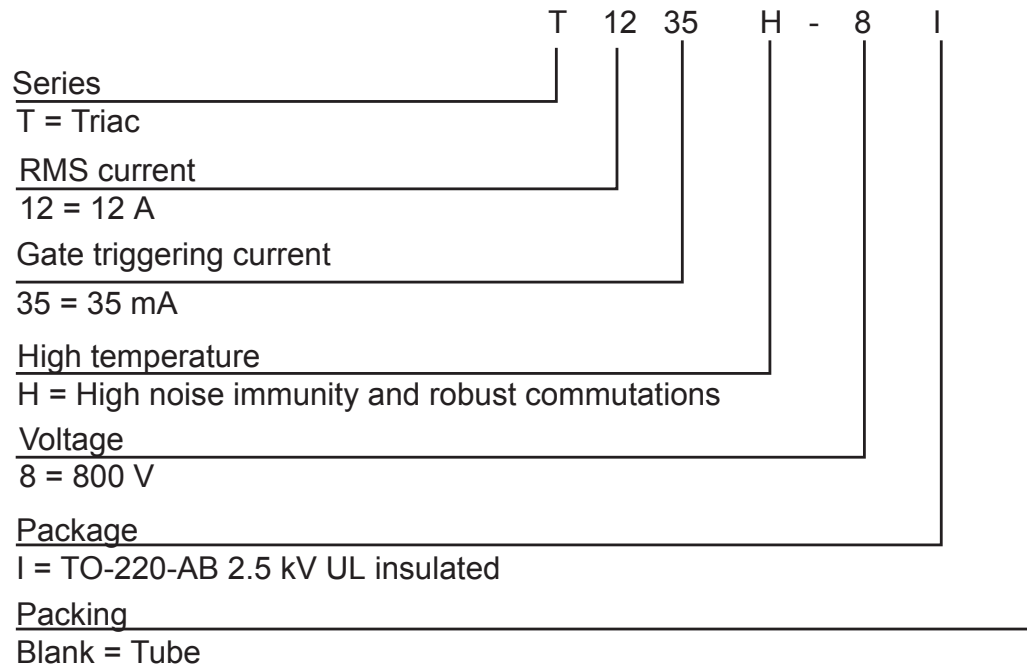 T 12 35 H - 8 I
Series
T = Triac
RMS current
12 = 12 A
Gate triggering current
35 = 35 mA
High temperature
H = High noise immunity and robust commutations
Voltage
8 = 800 V
Package
I = TO-220-AB 2.5 kV UL insulated
Packing
Blank = Tube